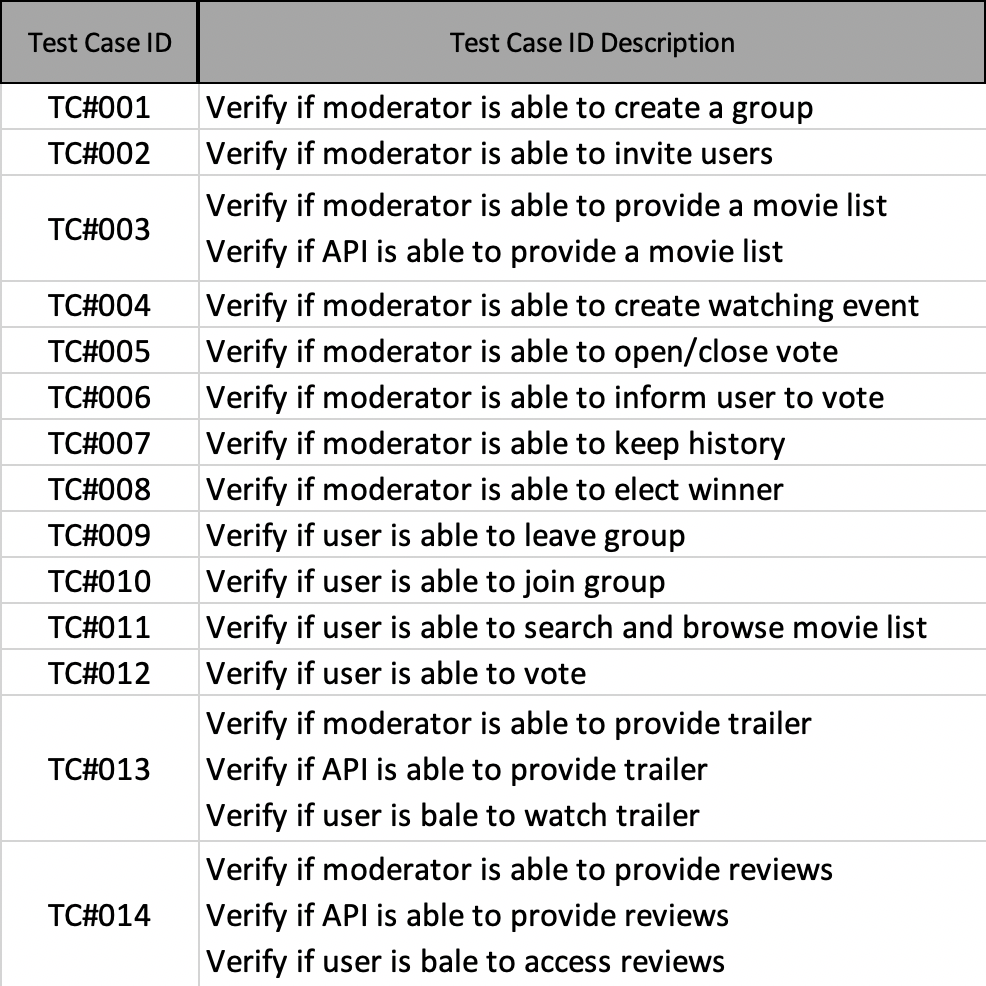 Test Case ID Test Case ID Description
TC#001 Verify if moderator is able to create a group
TC#002 Verify if moderator is able to invite users
TC#003 Verify if moderator is able to provide a movie list
Verify if API is able to provide a movie list
TC#004 Verify if moderator is able to create watching event
TC#005 Verify if moderator is able to open/close vote
TC#006 Verify if moderator is able to inform user to vote
TC#007 Verify if moderator is able to keep history
TC#008 Verify if moderator is able to elect winner
TC#009 Verify if user is able to leave group
TC#010 Verify if user is able to join group
TC#011 Verify if user is able to search and browse movie list
TC#012 Verify if user is able to vote
TC#013 Verify if moderator is able to provide trailer
Verify if API is able to provide trailer
Verify if user is bale to watch trailer
TC#014 Verify if moderator is able to provide reviews
Verify if API is able to provide reviews
Verify if user is bale to access reviews